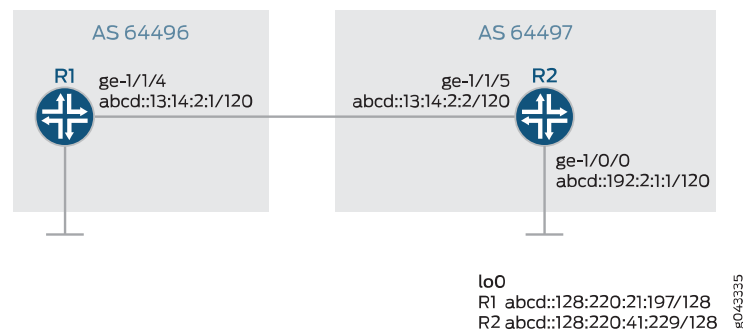 AS 64496
AS 64497
R1
ge-1/1/4
abcd::13:14:2:1/120
ge-1/1/5
abcd::13:14:2:2/120
R2
ge-1/0/0
abcd::192:2:1:1/120
lo0
R1 abcd::128:220:21:197/128
R2 abcd::128:220:41:229/128
a043335